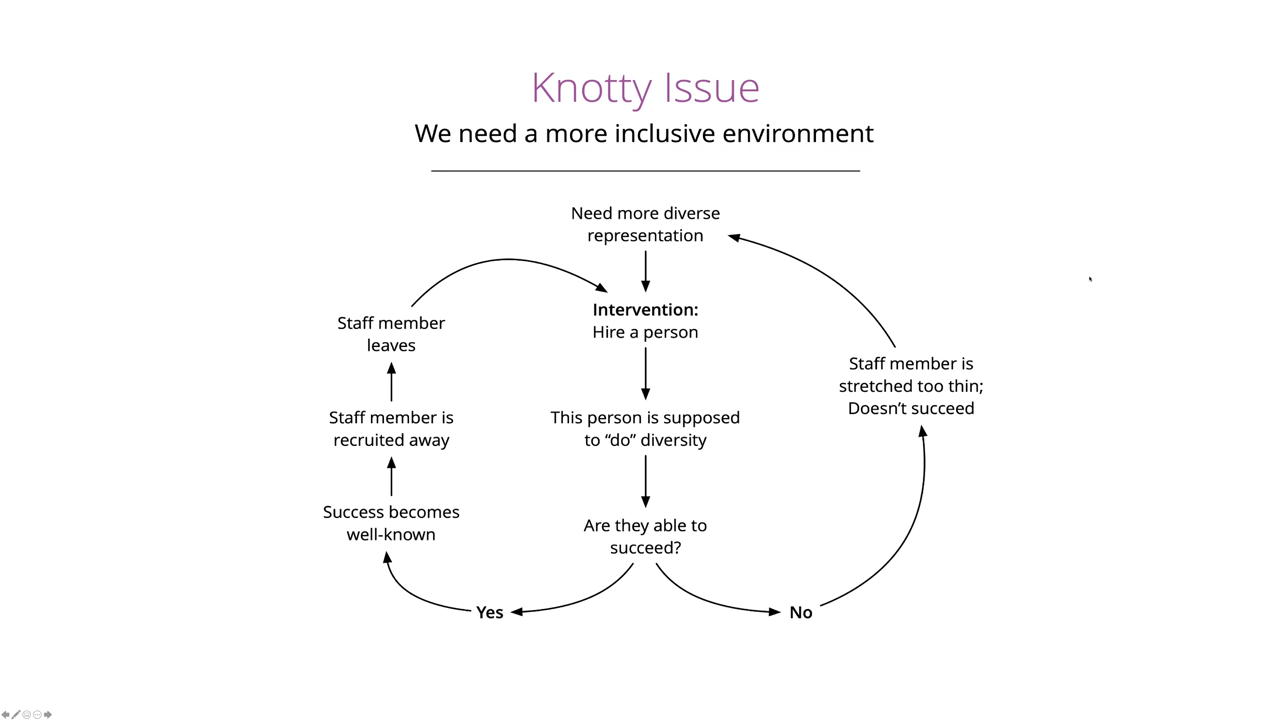 Knotty Issue
We need a more inclusive environment
Need more diverse
representation
Intervention:
Hire a person
This person is supposed
to “do” diversity
Are they able to
succeed?
Yes
No
Success becomes
well-known
Staff member is
recruited away
Staff member
leaves
Staff member is
stretched too thin;
Doesn’t succeed